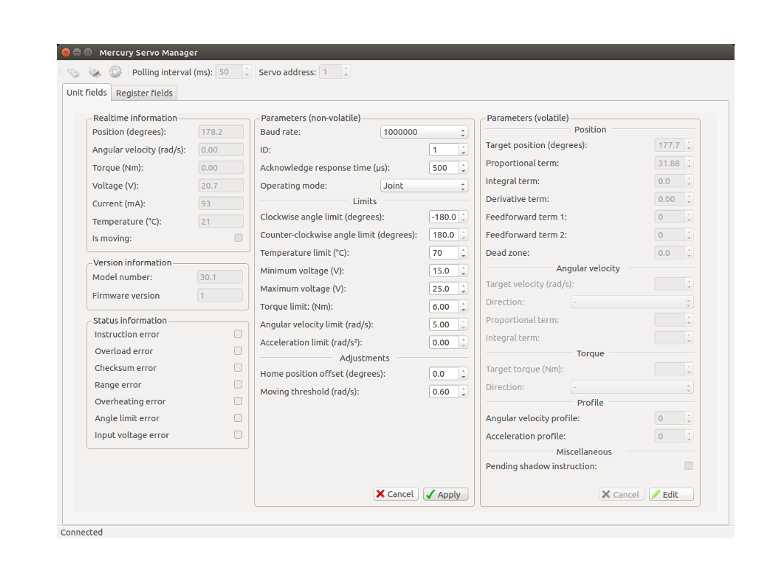 Mercury Servo Manager
Polling interval (ms): 50 Servo address: 1
Unit fields Register fields
Realtime information
Position (degrees): 178.2
Angular velocity (rad/s): 0.00
Torque (Nm): 0.00
Voltage (V): 20.7
Current (mA): 93
Temperature (°C): 21
Is moving:
Version information
Model number: 30.1
Firmware version 1
Status information
Instruction error
Overload error
Checksum error
Range error
Overheating error
Angle limit error
Input voltage error
Parameters (non-volatile)
Baud rate: 1000000
ID: 1
Acknowledge response time (µs): 500
Operating mode: Joint
Limits
Clockwise angle limit (degrees): -180.0
Counter-clockwise angle limit (degrees): 180.0
Temperature limit (°C): 70
Minimum voltage (V): 15.0
Maximum voltage (V): 25.0
Torque limit: (Nm): 6.00
Angular velocity limit (rad/s): 5.00
Acceleration limit (rad/s²): 0.00
Adjustments
Home position offset (degrees): 0.0
Moving threshold (rad/s): 0.60
Cancel Apply
Parameters (volatile)
Position
Target position (degrees): 177.7
Proportional term: 31.88
Integral term: 0.0
Derivative term: 0.00
Feedforward term 1: 0
Feedforward term 2: 0
Dead zone: 0.0
Angular velocity
Target velocity (rad/s):
Direction: -
Proportional term:
Integral term:
Torque
Target torque (Nm):
Direction: -
Profile
Angular velocity profile: 0
Acceleration profile: 0
Miscellaneous
Pending shadow instruction:
Cancel Edit
Connected